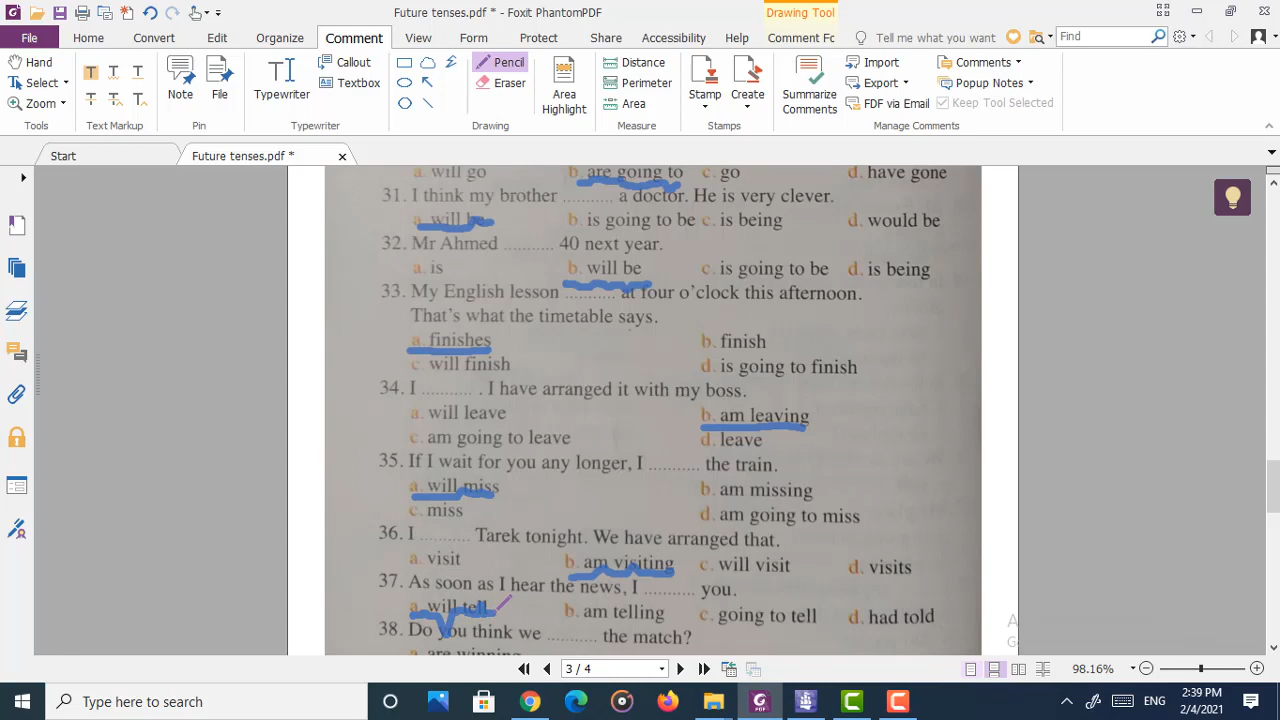 Future tenses.pdf * - Foxit PhantomPDF
Drawing Tool
File Home Convert Edit Organize Comment View Form Protect Share Accessibility Help Comment Fc Tell me what you want... Find
Hand
Select
Zoom
Tools
Text Markup
Note
File
Pin
Typewriter
Callout
Textbox
Typewriter
Pencil
Eraser
Drawing
Area
Highlight
Distance
Perimeter
Area
Measure
Stamp
Create
Stamps
Summarize
Comments
Import
Export
FDF via Email
Comments
Popup Notes
Keep Tool Selected
Manage Comments
Start
Future tenses.pdf *
a. will go b. are going to c. go d. have gone
31. I think my brother .......... a doctor. He is very clever.
a. will be b. is going to be c. is being d. would be
32. Mr Ahmed .......... 40 next year.
a. is b. will be c. is going to be d. is being
33. My English lesson .......... at four o'clock this afternoon.
That's what the timetable says.
a. finishes b. finish
c. will finish d. is going to finish
34. I .......... . I have arranged it with my boss.
a. will leave b. am leaving
c. am going to leave d. leave
35. If I wait for you any longer, I .......... the train.
a. will miss b. am missing
c. miss d. am going to miss
36. I .......... Tarek tonight. We have arranged that.
a. visit b. am visiting c. will visit d. visits
37. As soon as I hear the news, I .......... you.
a. will tell b. am telling c. going to tell d. had told
38. Do you think we .......... the match?
a. are winning
3 / 4
98.16%
Type here to search
ENG
2:39 PM
2/4/2021